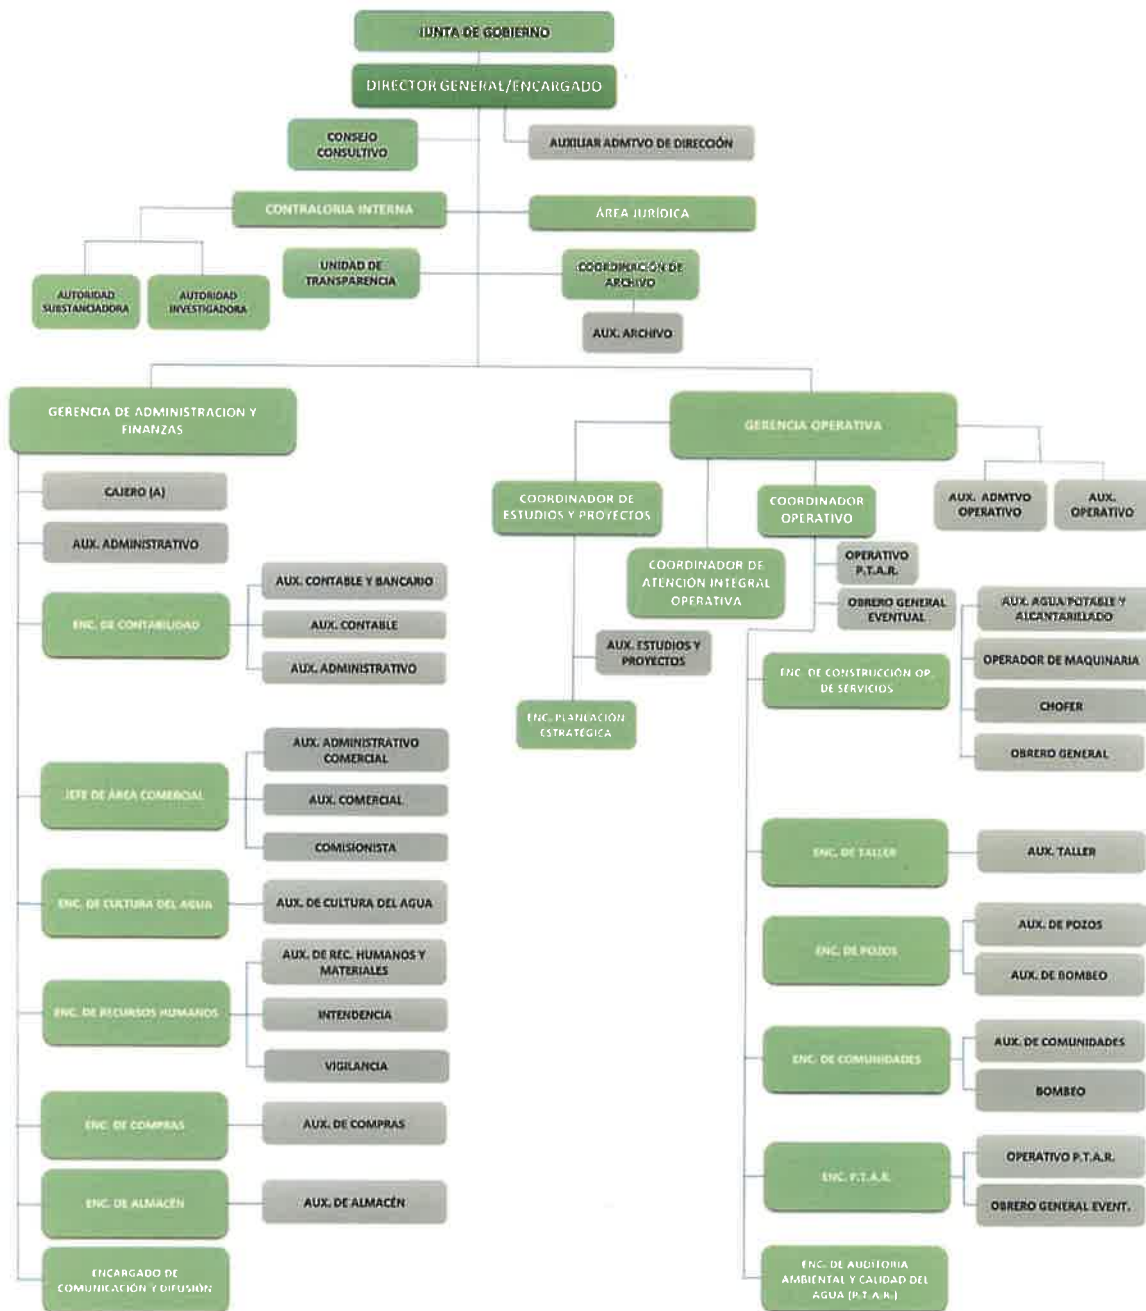 JUNTA DE GOBIERNO
DIRECTOR GENERAL/ENCARGADO
CONSEJO
CONSULTIVO
AUXILIAR ADMTVO DE DIRECCIÓN
CONTRALORIA INTERNA
ÁREA JURÍDICA
UNIDAD DE
TRANSPARENCIA
COORDINACIÓN DE
ARCHIVO
AUTORIDAD
SUBSTANCIADORA
AUTORIDAD
INVESTIGADORA
AUX. ARCHIVO
GERENCIA DE ADMINISTRACION Y
FINANZAS
CAJERO (A)
AUX. ADMINISTRATIVO
ENC. DE CONTABILIDAD
AUX. CONTABLE Y BANCARIO
AUX. CONTABLE
AUX. ADMINISTRATIVO
JEFE DE ÁREA COMERCIAL
AUX. ADMINISTRATIVO
COMERCIAL
AUX. COMERCIAL
COMISIONISTA
ENC. DE CULTURA DEL AGUA
AUX. DE CULTURA DEL AGUA
ENC. DE RECURSOS HUMANOS
AUX. DE REC. HUMANOS Y
MATERIALES
INTENDENCIA
VIGILANCIA
ENC. DE COMPRAS
AUX. DE COMPRAS
ENC. DE ALMACÉN
AUX. DE ALMACÉN
ENCARGADO DE
COMUNICACIÓN Y DIFUSIÓN
GERENCIA OPERATIVA
COORDINADOR DE
ESTUDIOS Y PROYECTOS
COORDINADOR DE
ATENCIÓN INTEGRAL
OPERATIVA
COORDINADOR
OPERATIVO
AUX. ADMTVO
OPERATIVO
AUX.
OPERATIVO
OPERATIVO
P.T.A.R.
OBRERO GENERAL
EVENTUAL
AUX. ESTUDIOS Y
PROYECTOS
ENC. PLANEACIÓN
ESTRATÉGICA
ENC. DE CONSTRUCCIÓN OP.
DE SERVICIOS
AUX. AGUA POTABLE Y
ALCANTARILLADO
OPERADOR DE MAQUINARIA
CHOFER
OBRERO GENERAL
ENC. DE TALLER
AUX. TALLER
ENC. DE POZOS
AUX. DE POZOS
AUX. DE BOMBEO
ENC. DE COMUNIDADES
AUX. DE COMUNIDADES
BOMBEO
ENC. P.T.A.R.
OPERATIVO P.T.A.R.
OBRERO GENERAL EVENT.
ENC. DE AUDITORIA
AMBIENTAL Y CALIDAD DEL
AGUA (P.T.A.R.)